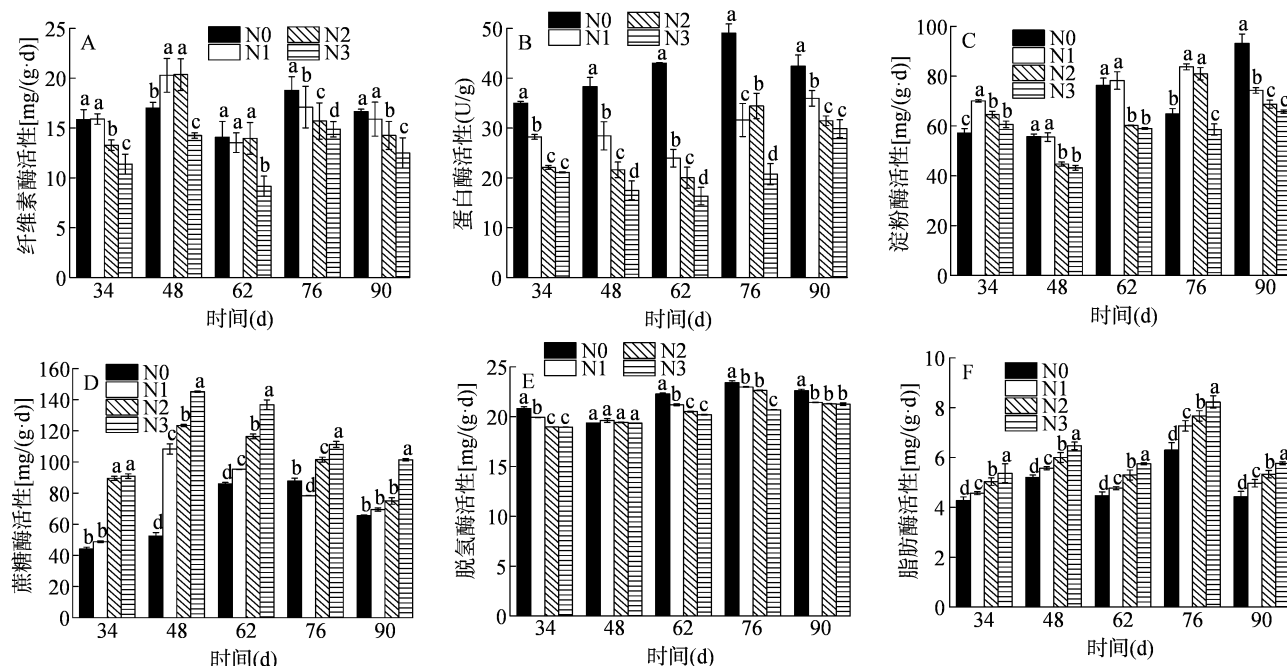 A
N0 N2
N1 N3
纤维素酶活性[mg/(g·d)]
25
20
15
10
5
0
a a b c
b a a c
a a a b
a b c d
a a b c
34 48 62 76 90
时间(d)
B
N0 N2
N1 N3
蛋白酶活性(U/g)
50
40
30
20
10
0
a b c c
a b c d
a b c d
a c b d
a b c c
34 48 62 76 90
时间(d)
C
N0
N1
N2
N3
淀粉酶活性[mg/(g·d)]
100
80
60
40
20
0
c a b c
a a b b
a a b b
b a a c
a b c c
34 48 62 76 90
时间(d)
D
N0
N1
N2
N3
蔗糖酶活性[mg/(g·d)]
160
140
120
100
80
60
40
20
0
b b a a
d c b a
d c b a
b d c a
b b b a
34 48 62 76 90
时间(d)
E
N0 N2
N1 N3
脱氢酶活性[mg/(g·d)]
25
20
15
10
5
0
a b c c
a a a a
a b c c
a b b c
a b b b
34 48 62 76 90
时间(d)
F
N0
N1
N2
N3
脂肪酶活性[mg/(g·d)]
10
8
6
4
2
0
d c b a
d c b a
d c b a
d c b a
d c b a
34 48 62 76 90
时间(d)